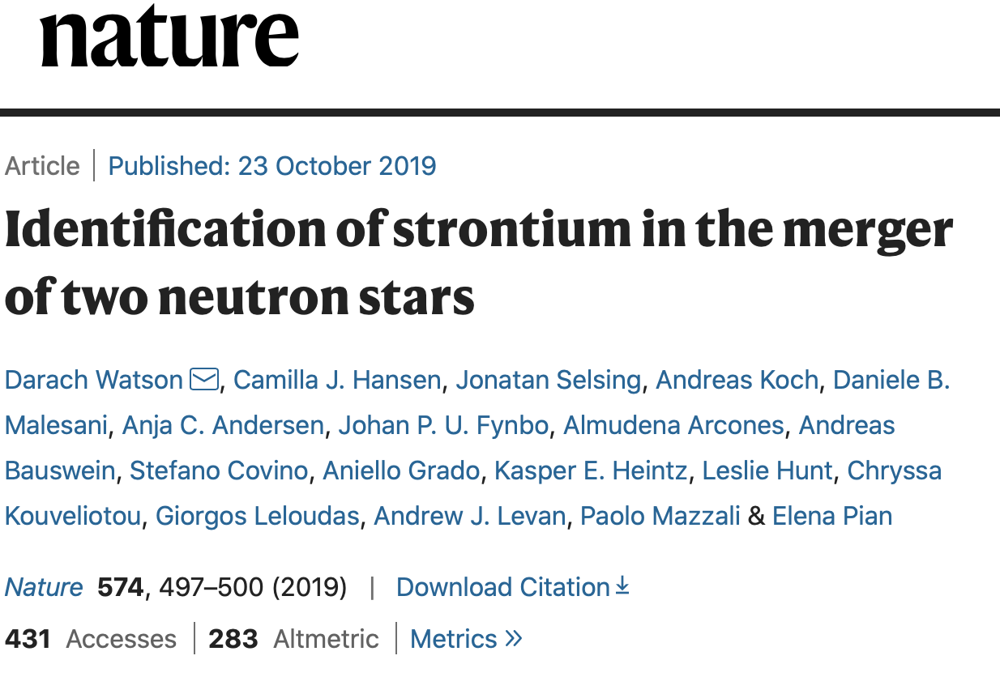 nature
Article | Published: 23 October 2019
Identification of strontium in the merger
of two neutron stars
Darach Watson, Camilla J. Hansen, Jonatan Selsing, Andreas Koch, Daniele B.
Malesani, Anja C. Andersen, Johan P. U. Fynbo, Almudena Arcones, Andreas
Bauswein, Stefano Covino, Aniello Grado, Kasper E. Heintz, Leslie Hunt, Chryssa
Kouveliotou, Giorgos Leloudas, Andrew J. Levan, Paolo Mazzali & Elena Pian
Nature 574, 497–500 (2019) | Download Citation
431 Accesses | 283 Altmetric | Metrics »